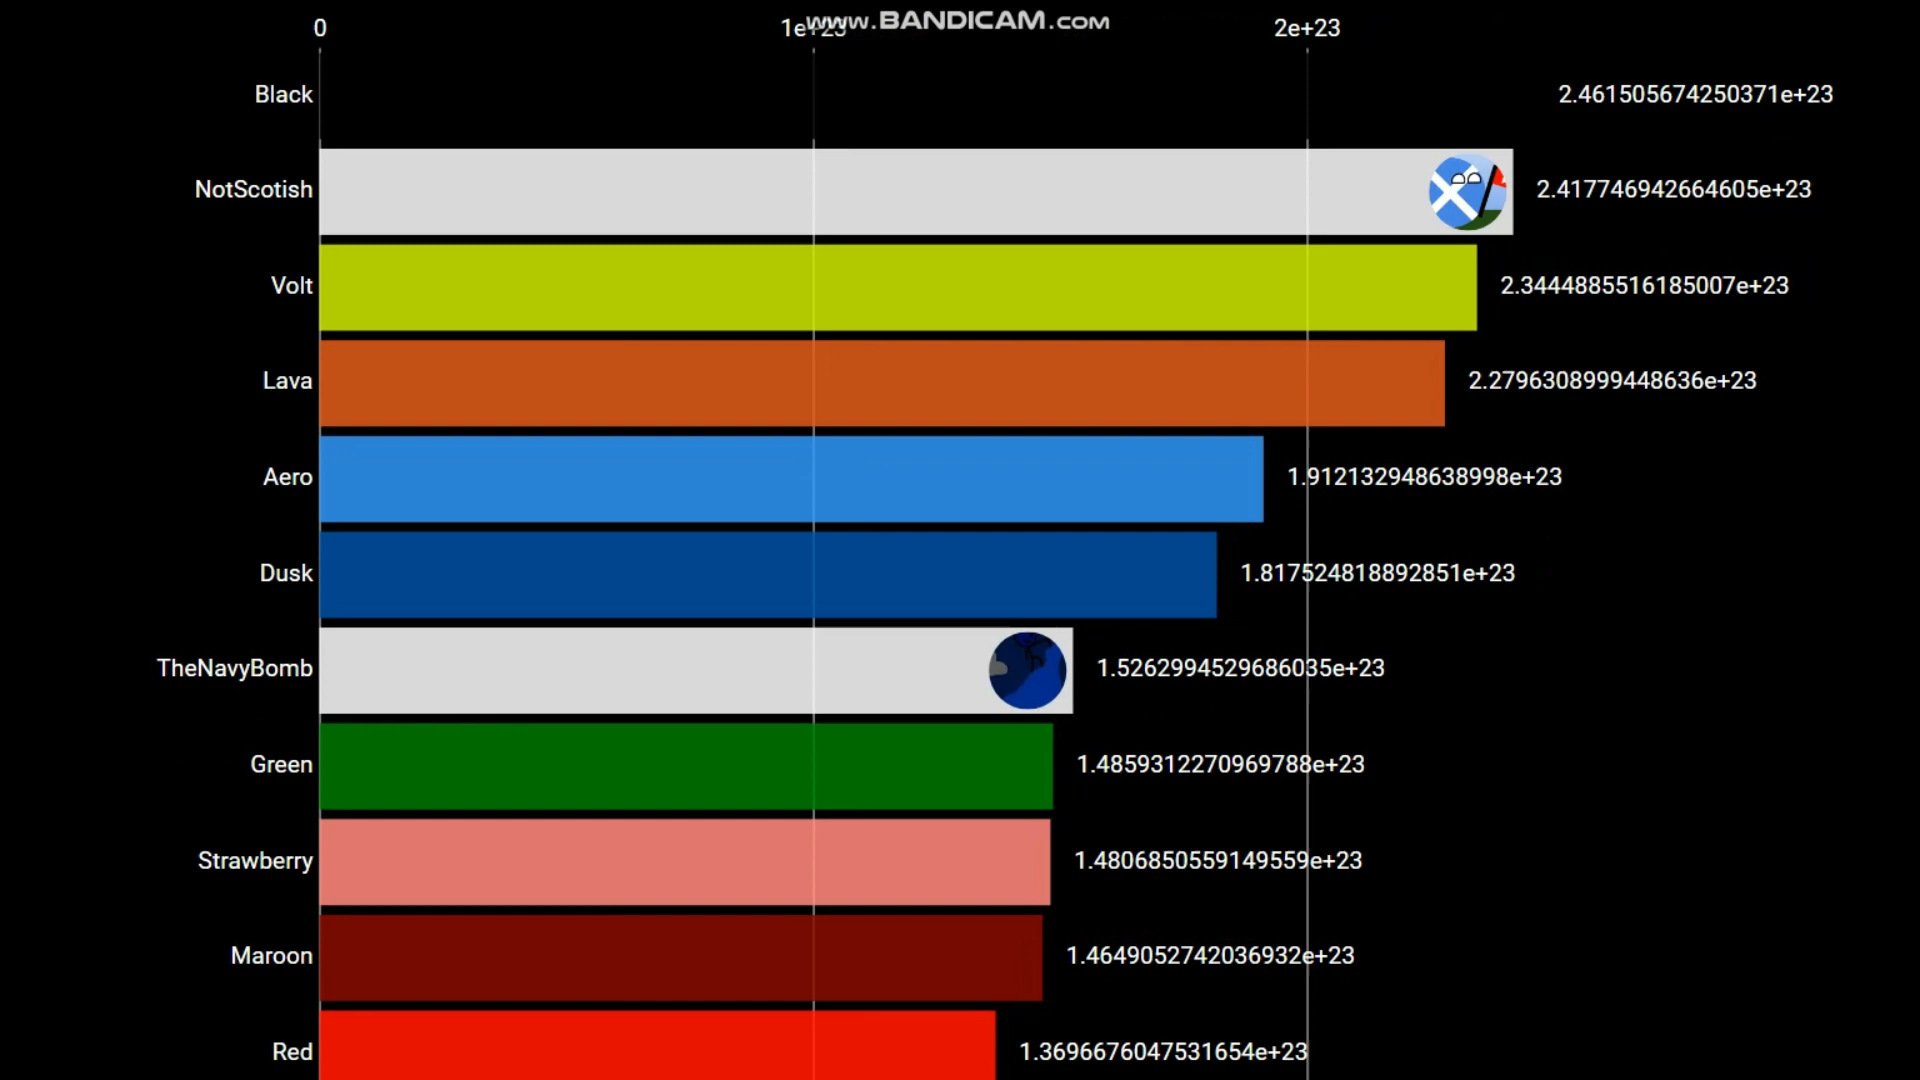 0 1e+23 2e+23
www.BANDICAM.com
Black 2.461505674250371e+23
NotScotish 2.417746942664605e+23
Volt 2.3444885516185007e+23
Lava 2.2796308999448636e+23
Aero 1.912132948638998e+23
Dusk 1.817524818892851e+23
TheNavyBomb 1.5262994529686035e+23
Green 1.4859312270969788e+23
Strawberry 1.4806850559149559e+23
Maroon 1.4649052742036932e+23
Red 1.3696676047531654e+23